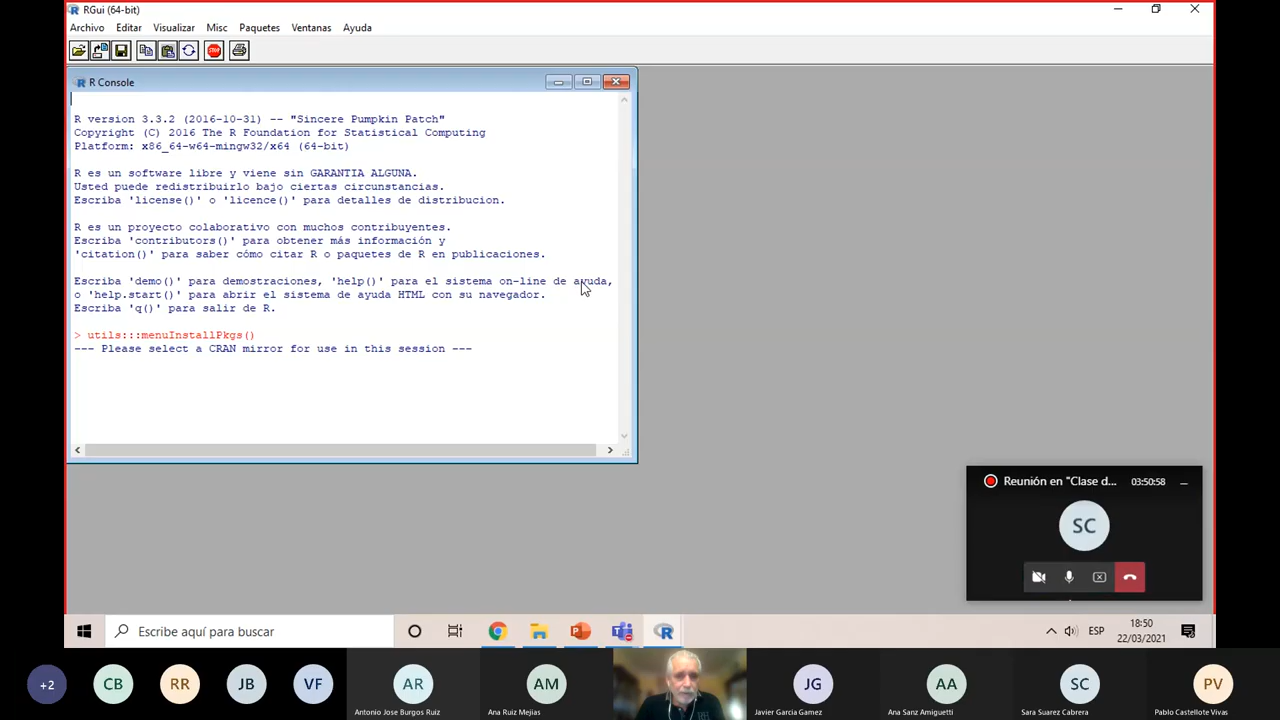 RGui (64-bit)
Archivo Editar Visualizar Misc Paquetes Ventanas Ayuda
STOP
R Console
R version 3.3.2 (2016-10-31) -- "Sincere Pumpkin Patch"
Copyright (C) 2016 The R Foundation for Statistical Computing
Platform: x86_64-w64-mingw32/x64 (64-bit)
R es un software libre y viene sin GARANTIA ALGUNA.
Usted puede redistribuirlo bajo ciertas circunstancias.
Escriba 'license()' o 'licence()' para detalles de distribucion.
R es un proyecto colaborativo con muchos contribuyentes.
Escriba 'contributors()' para obtener más información y
'citation()' para saber cómo citar R o paquetes de R en publicaciones.
Escriba 'demo()' para demostraciones, 'help()' para el sistema on-line de ayuda,
o 'help.start()' para abrir el sistema de ayuda HTML con su navegador.
Escriba 'q()' para salir de R.
> utils:::menuInstallPkgs()
--- Please select a CRAN mirror for use in this session ---
Reunión en "Clase d... 03:50:58
SC
Escribe aquí para buscar
ESP
18:50
22/03/2021
+2 CB RR JB VF AR AM JG AA SC PV
Antonio Jose Burgos Ruiz Ana Ruiz Mejias Javier Garcia Gamez Ana Sanz Amiguetti Sara Suarez Cabrera Pablo Castellote Vivas